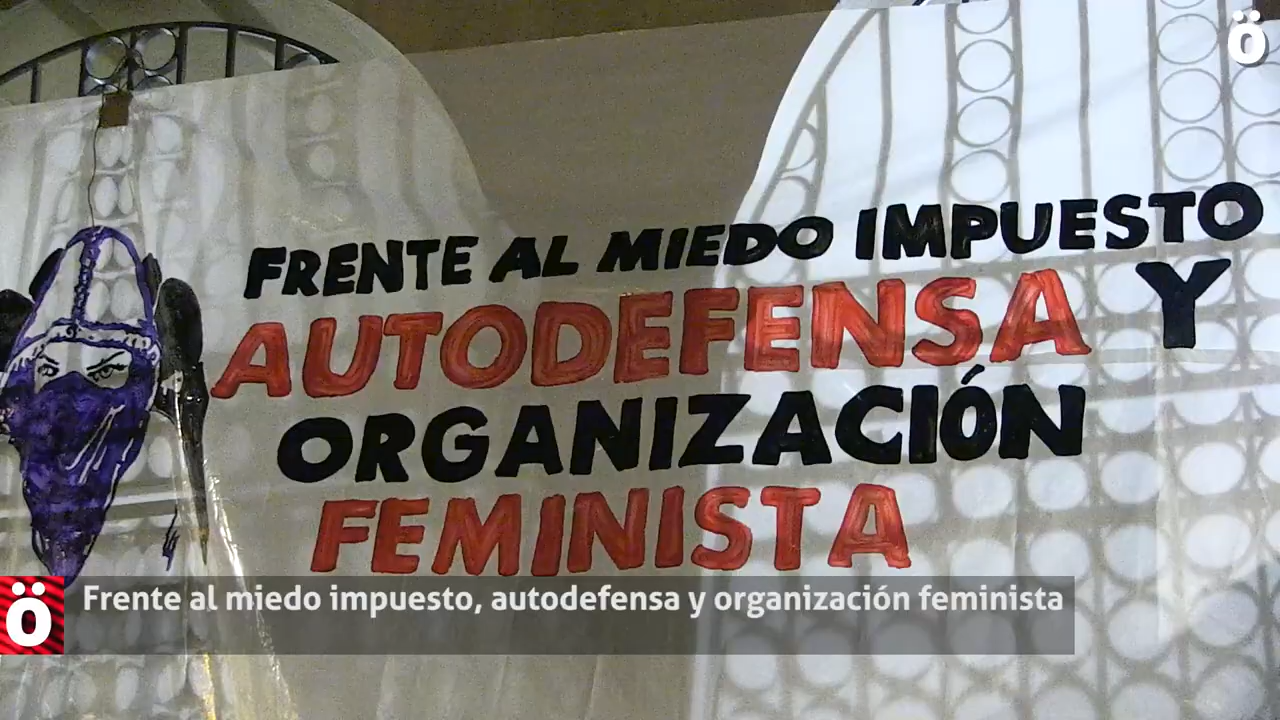 ö
FRENTE AL MIEDO IMPUESTO
AUTODEFENSA Y
ORGANIZACIÓN
FEMINISTA
ö Frente al miedo impuesto, autodefensa y organización feminista